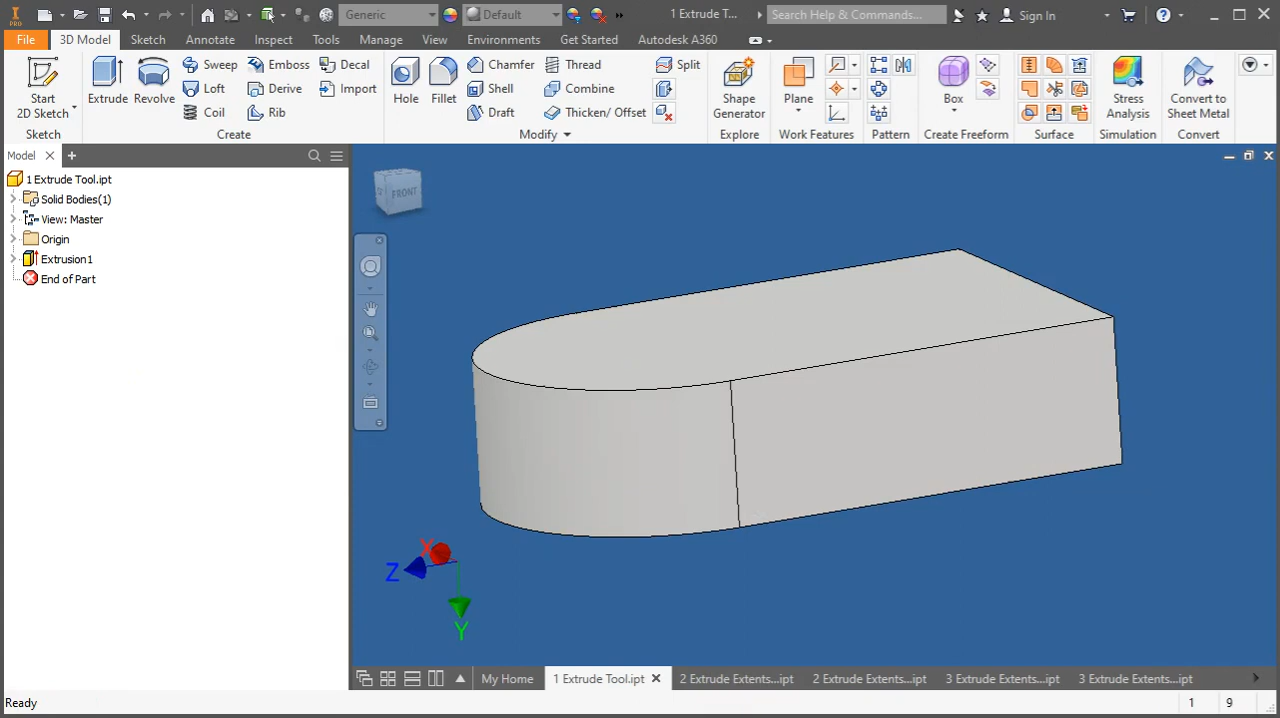 PRO
Generic
Default
1 Extrude T...
Search Help & Commands...
Sign In
File
3D Model
Sketch
Annotate
Inspect
Tools
Manage
View
Environments
Get Started
Autodesk A360
Start
2D Sketch
Extrude
Revolve
Sweep
Emboss
Decal
Loft
Derive
Import
Coil
Rib
Hole
Fillet
Chamfer
Thread
Split
Shell
Combine
Draft
Thicken/ Offset
Shape
Generator
Plane
Box
Stress
Analysis
Convert to
Sheet Metal
Sketch
Create
Modify
Explore
Work Features
Pattern
Create Freeform
Surface
Simulation
Convert
Model
1 Extrude Tool.ipt
Solid Bodies(1)
View: Master
Origin
Extrusion1
End of Part
FRONT
X
Z
Y
My Home
1 Extrude Tool.ipt
2 Extrude Extents...ipt
2 Extrude Extents...ipt
3 Extrude Extents...ipt
3 Extrude Extents...ipt
Ready
1
9